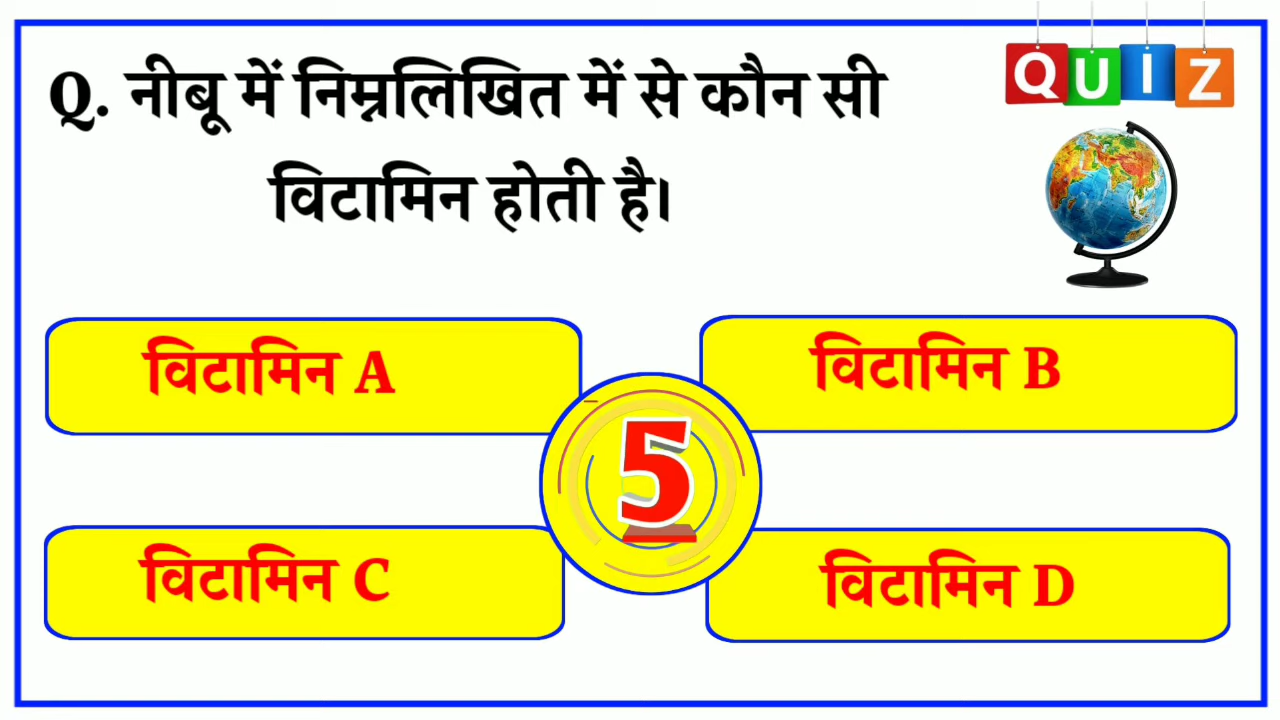 Q. नीबू में निम्नलिखित में से कौन सी
विटामिन होती है।
QUIZ
विटामिन A
विटामिन B
5
विटामिन C
विटामिन D